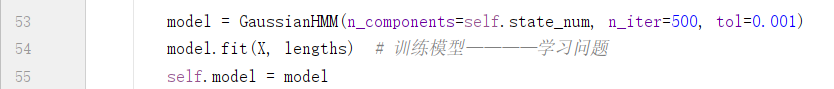 53 model = GaussianHMM(n_components=self.state_num, n_iter=500, tol=0.001)
54 model.fit(X, lengths)  # 训练模型————学习问题
55 self.model = model